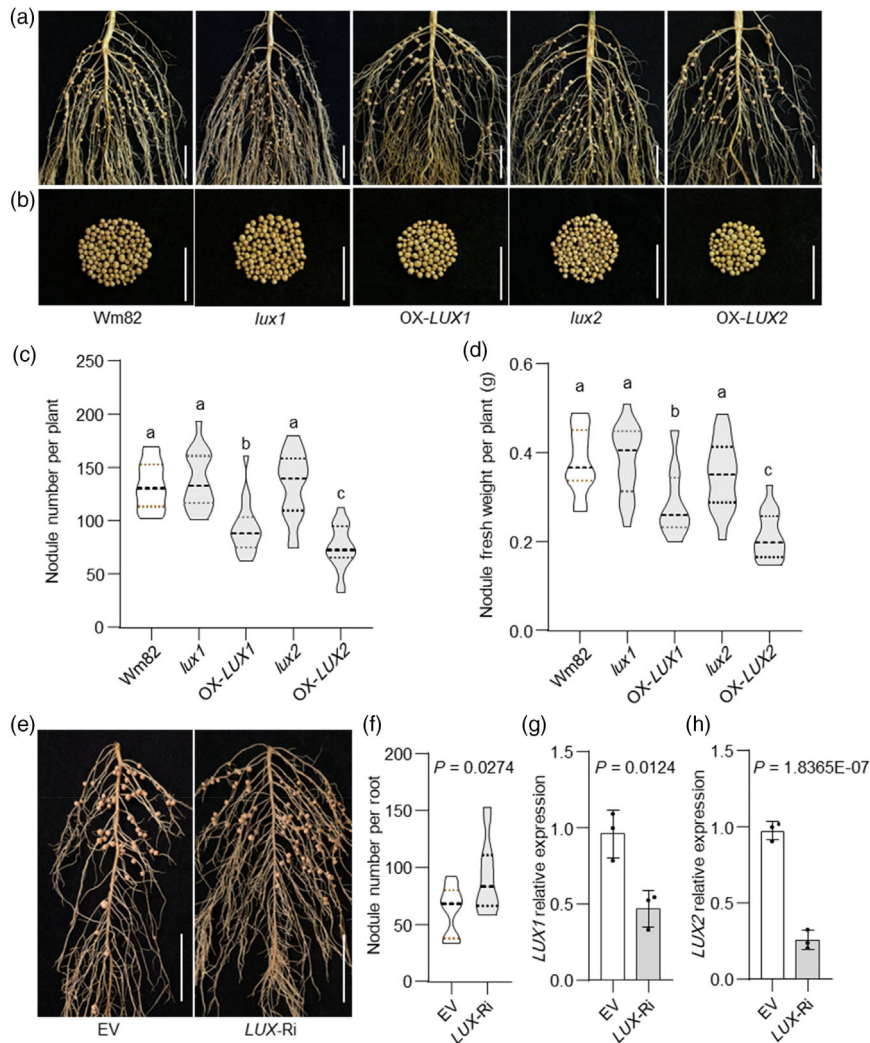 (a)
(b)
Wm82
lux1
OX-LUX1
lux2
OX-LUX2
(c)
Nodule number per plant
250
200
150
100
50
0
a
a
b
a
c
Wm82
lux1
OX-LUX1
lux2
OX-LUX2
(d)
Nodule fresh weight per plant (g)
0.6
0.4
0.2
0.0
a
a
b
a
c
Wm82
lux1
OX-LUX1
lux2
OX-LUX2
(e)
EV
LUX-Ri
(f)
Nodule number per root
200
150
100
50
0
P = 0.0274
EV
LUX-Ri
(g)
LUX1 relative expression
1.5
1.0
0.5
0.0
P = 0.0124
EV
LUX-Ri
(h)
LUX2 relative expression
1.5
1.0
0.5
0.0
P = 1.8365E-07
EV
LUX-Ri